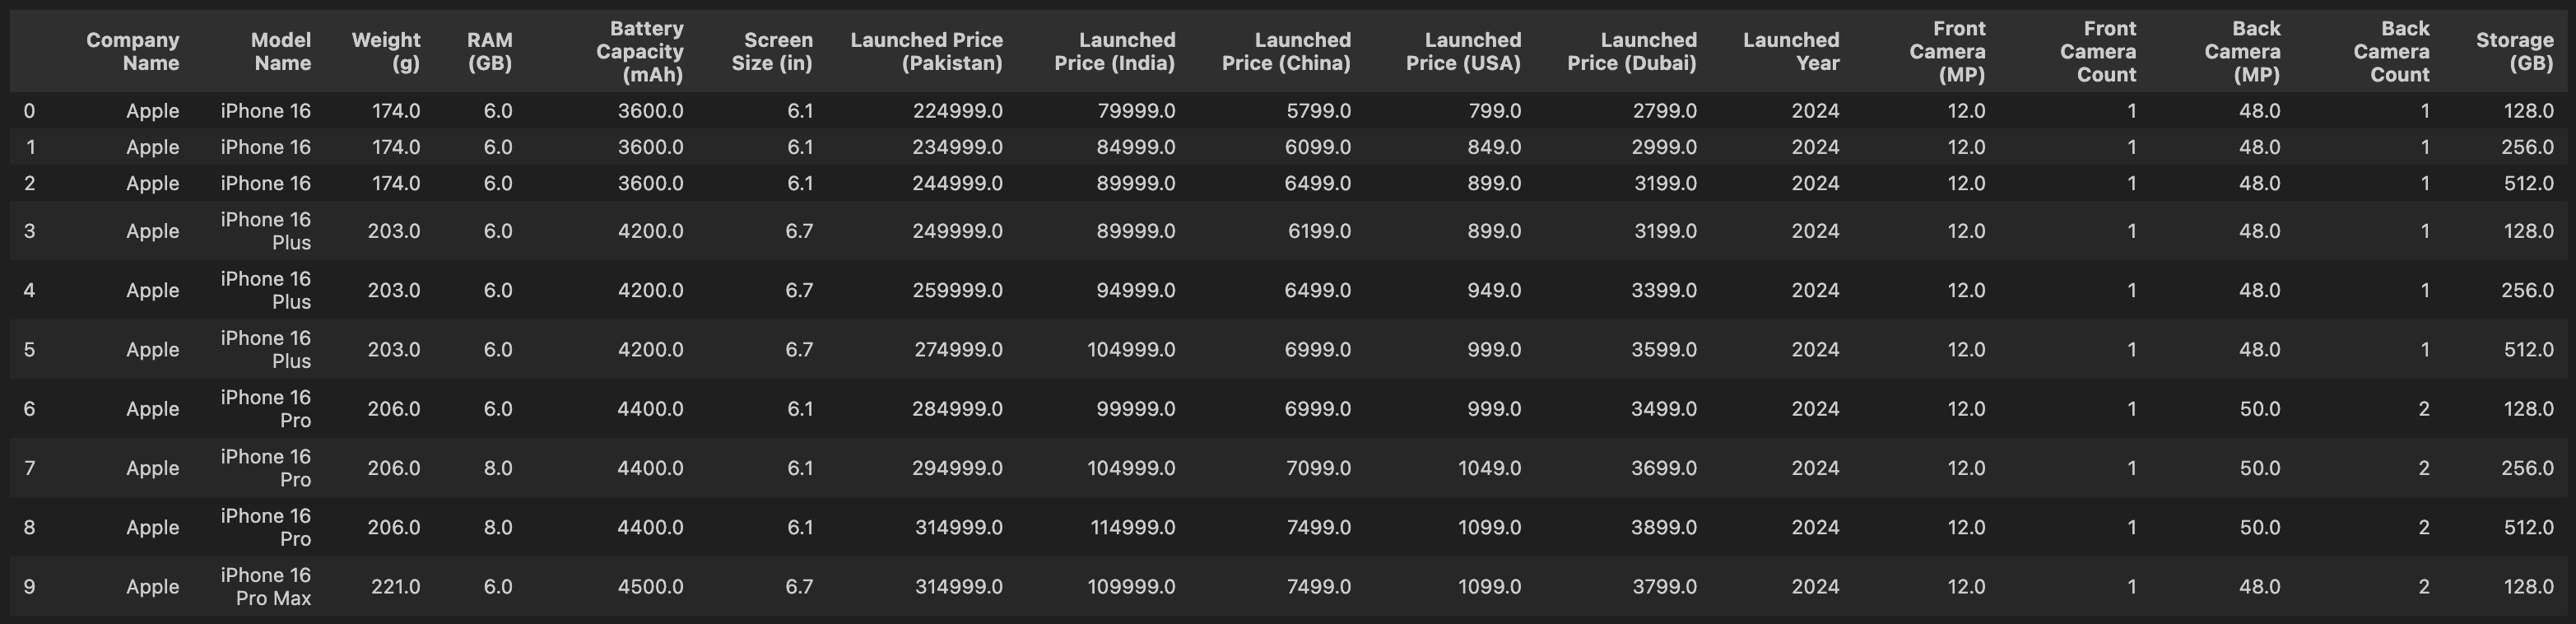 Company Name Model Name Weight (g) RAM (GB) Battery Capacity (mAh) Screen Size (in) Launched Price (Pakistan) Launched Price (India) Launched Price (China) Launched Price (USA) Launched Price (Dubai) Launched Year Front Camera (MP) Front Camera Count Back Camera (MP) Back Camera Count Storage (GB)
0 Apple iPhone 16 174.0 6.0 3600.0 6.1 224999.0 79999.0 5799.0 799.0 2799.0 2024 12.0 1 48.0 1 128.0
1 Apple iPhone 16 174.0 6.0 3600.0 6.1 234999.0 84999.0 6099.0 849.0 2999.0 2024 12.0 1 48.0 1 256.0
2 Apple iPhone 16 174.0 6.0 3600.0 6.1 244999.0 89999.0 6499.0 899.0 3199.0 2024 12.0 1 48.0 1 512.0
3 Apple iPhone 16 Plus 203.0 6.0 4200.0 6.7 249999.0 89999.0 6199.0 899.0 3199.0 2024 12.0 1 48.0 1 128.0
4 Apple iPhone 16 Plus 203.0 6.0 4200.0 6.7 259999.0 94999.0 6499.0 949.0 3399.0 2024 12.0 1 48.0 1 256.0
5 Apple iPhone 16 Plus 203.0 6.0 4200.0 6.7 274999.0 104999.0 6999.0 999.0 3599.0 2024 12.0 1 48.0 1 512.0
6 Apple iPhone 16 Pro 206.0 6.0 4400.0 6.1 284999.0 99999.0 6999.0 999.0 3499.0 2024 12.0 1 50.0 2 128.0
7 Apple iPhone 16 Pro 206.0 8.0 4400.0 6.1 294999.0 104999.0 7099.0 1049.0 3699.0 2024 12.0 1 50.0 2 256.0
8 Apple iPhone 16 Pro 206.0 8.0 4400.0 6.1 314999.0 114999.0 7499.0 1099.0 3899.0 2024 12.0 1 50.0 2 512.0
9 Apple iPhone 16 Pro Max 221.0 6.0 4500.0 6.7 314999.0 109999.0 7499.0 1099.0 3799.0 2024 12.0 1 48.0 2 128.0